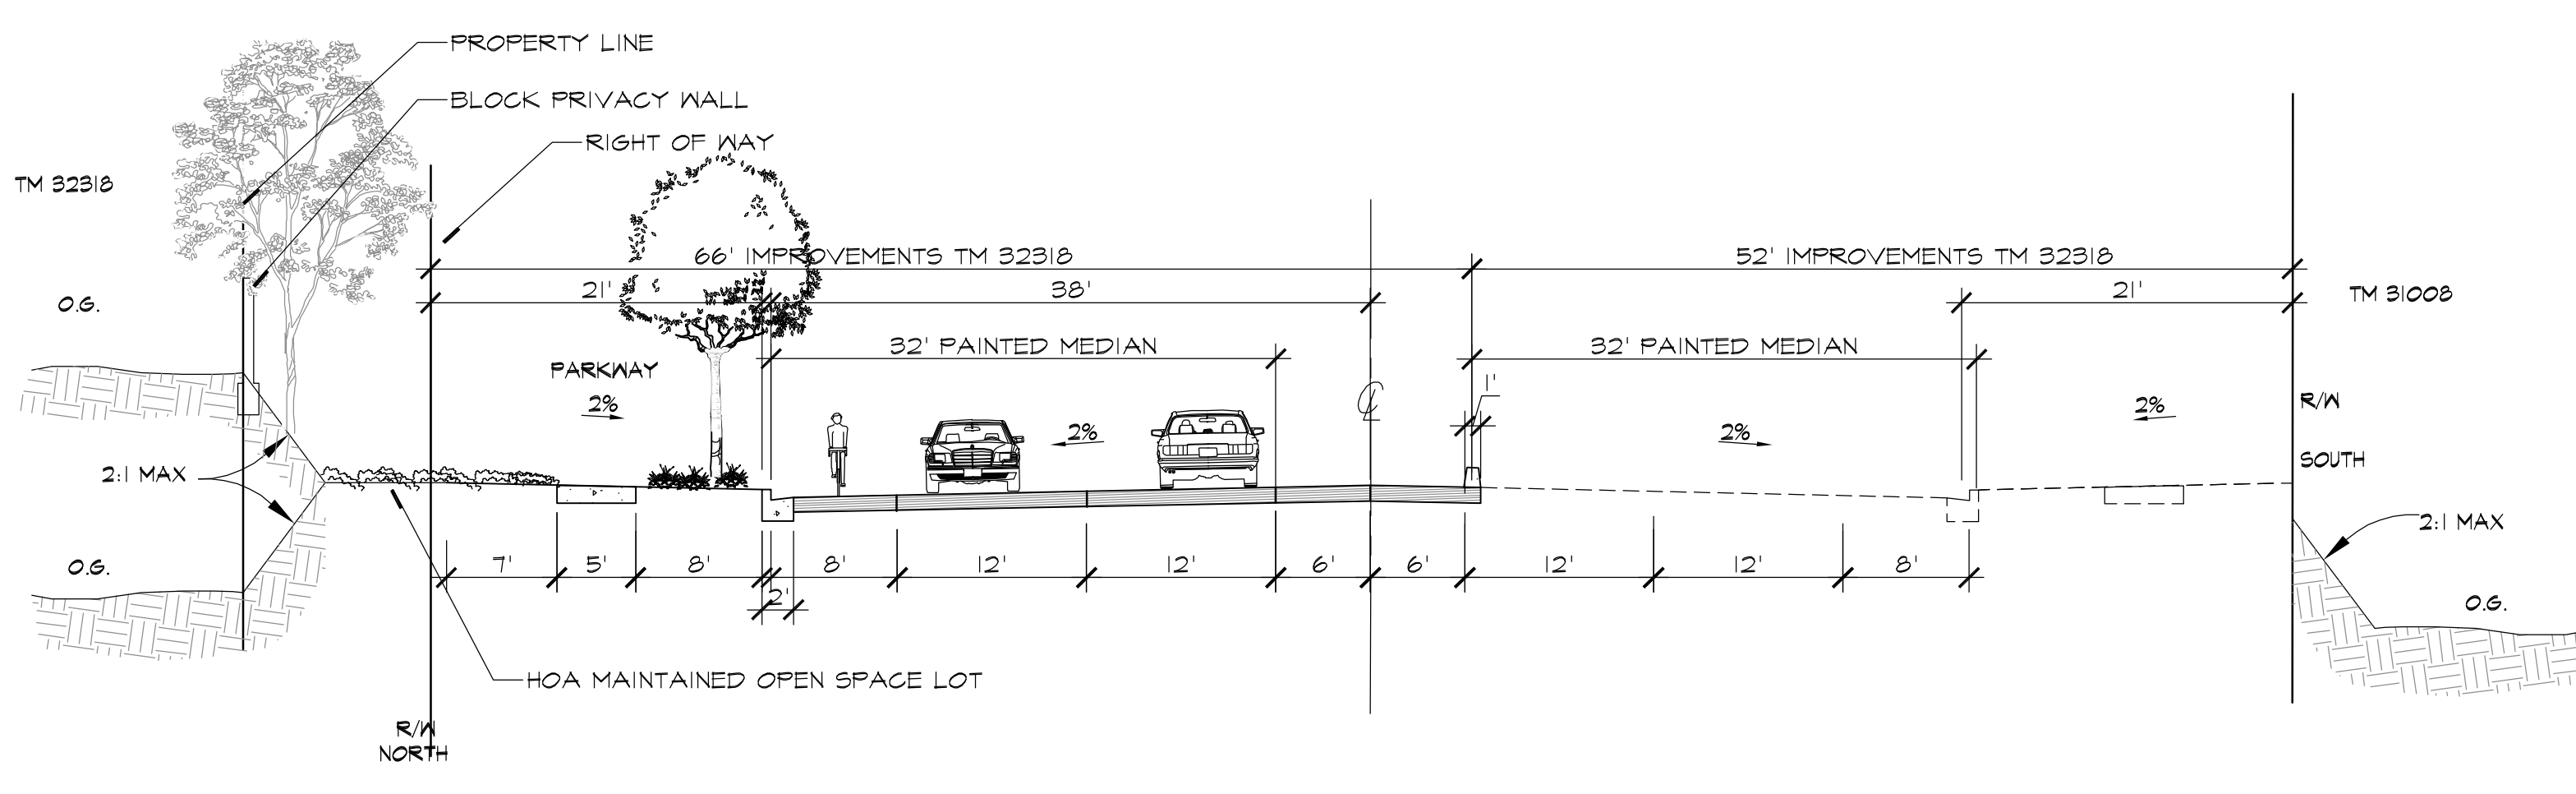 PROPERTY LINE
BLOCK PRIVACY WALL
RIGHT OF WAY
TM 32318
66' IMPROVEMENTS TM 32318
52' IMPROVEMENTS TM 32318
21'
38'
21'
TM 31008
O.G.
32' PAINTED MEDIAN
32' PAINTED MEDIAN
PARKWAY
2%
1'
℄
2%
2%
2%
R/W
SOUTH
2:1 MAX
2:1 MAX
O.G.
7'
5'
8'
8'
12'
12'
6'
6'
12'
12'
8'
2'
O.G.
HOA MAINTAINED OPEN SPACE LOT
R/W
NORTH